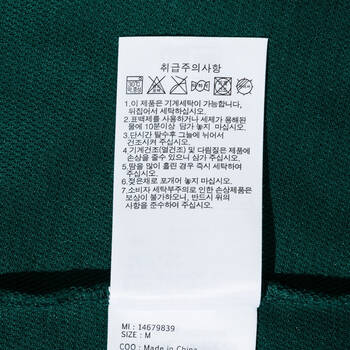 취급주의사항
1.이 제품은 기계세탁이 가능합니다,
뒤집어서 세탁하십시오.
2.표백제를 사용하거나 세제가 용해된
물에 10분이상 담가 놓지 마십시오.
3.단시간 탈수후 그늘에 뉘어서
건조시켜 주십시오.
4.기계건조(열건조) 및 다림질은 제품에
손상을 줄수 있으니 삼가 주십시오.
5.땀을 많이 흘린 경우 즉시 세탁하여
주십시오.
6.젖은채로 포개어 놓지 마십시오.
7.소비자 세탁부주의로 인한 손상제품은
보상이 불가하오니, 반드시 위의
사항을 준수하여 주십시오.
MI: I4679839
SIZE: M
COO: Made in China